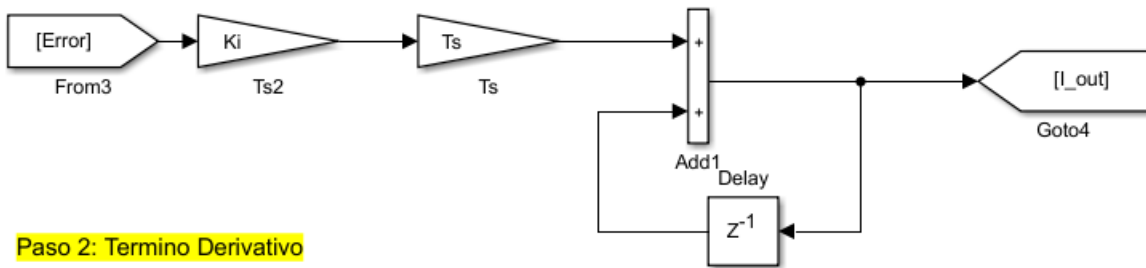 [Error]
From3
Ki
Ts2
Ts
Ts
+
+
Add1
[I_out]
Goto4
Delay
Z-1
Paso 2: Termino Derivativo